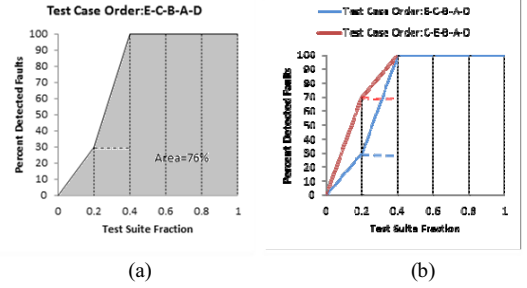 Test Case Order:E-C-B-A-D
Percent Detected Faults
100
90
80
70
60
50
40
30
20
10
0
Area=76%
0 0.2 0.4 0.6 0.8 1
Test Suite Fraction
(a)
Test Case Order:E-C-B-A-D
Test Case Order:C-E-B-A-D
Percent Detected Faults
100
90
80
70
60
50
40
30
20
10
0
0 0.2 0.4 0.6 0.8 1
Test Suite Fraction
(b)